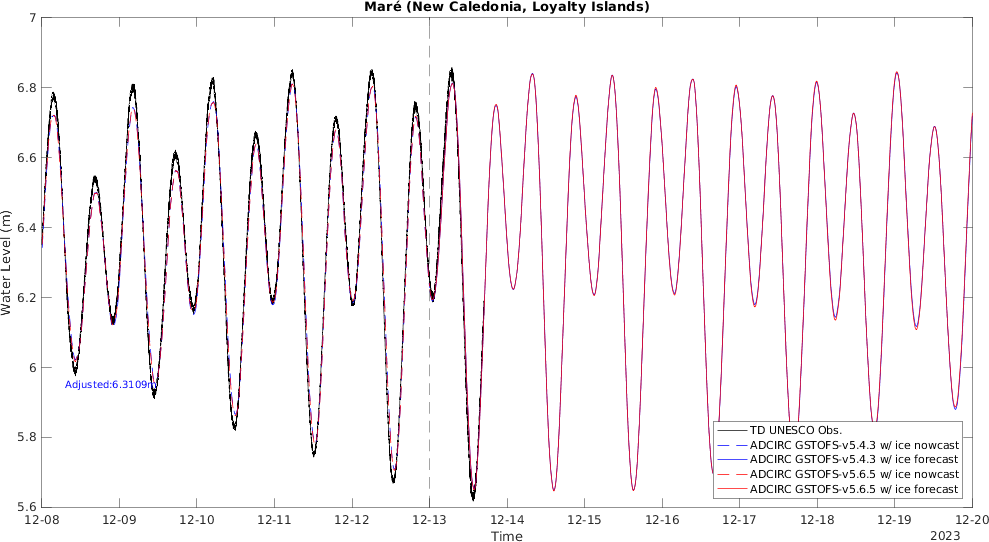 Maré (New Caledonia, Loyalty Islands)
7
6.8
6.6
6.4
6.2
6
5.8
5.6
Water Level (m)
Adjusted:6.3109m
TD UNESCO Obs.
ADCIRC GSTOFS-v5.4.3 w/ ice nowcast
ADCIRC GSTOFS-v5.4.3 w/ ice forecast
ADCIRC GSTOFS-v5.6.5 w/ ice nowcast
ADCIRC GSTOFS-v5.6.5 w/ ice forecast
12-08 12-09 12-10 12-11 12-12 12-13 12-14 12-15 12-16 12-17 12-18 12-19 12-20
Time
2023